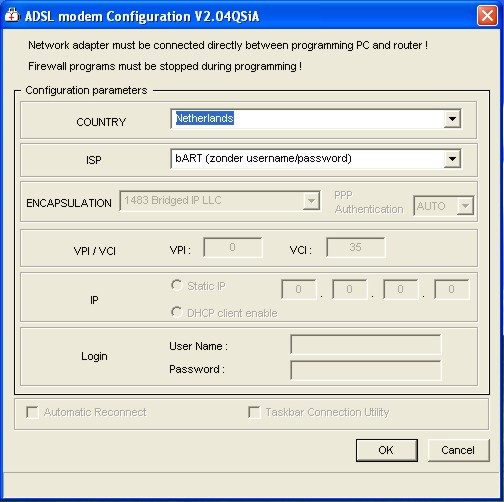 ADSL modem Configuration V2.04QSiA
Network adapter must be connected directly between programming PC and router !
Firewall programs must be stopped during programming !
Configuration parameters
COUNTRY Netherlands
ISP bART (zonder username/password)
ENCAPSULATION 1483 Bridged IP LLC PPP Authentication AUTO
VPI / VCI VPI : 0 VCI : 35
IP Static IP 0 . 0 . 0 . 0
DHCP client enable
Login User Name :
Password :
Automatic Reconnect Taskbar Connection Utility
OK Cancel